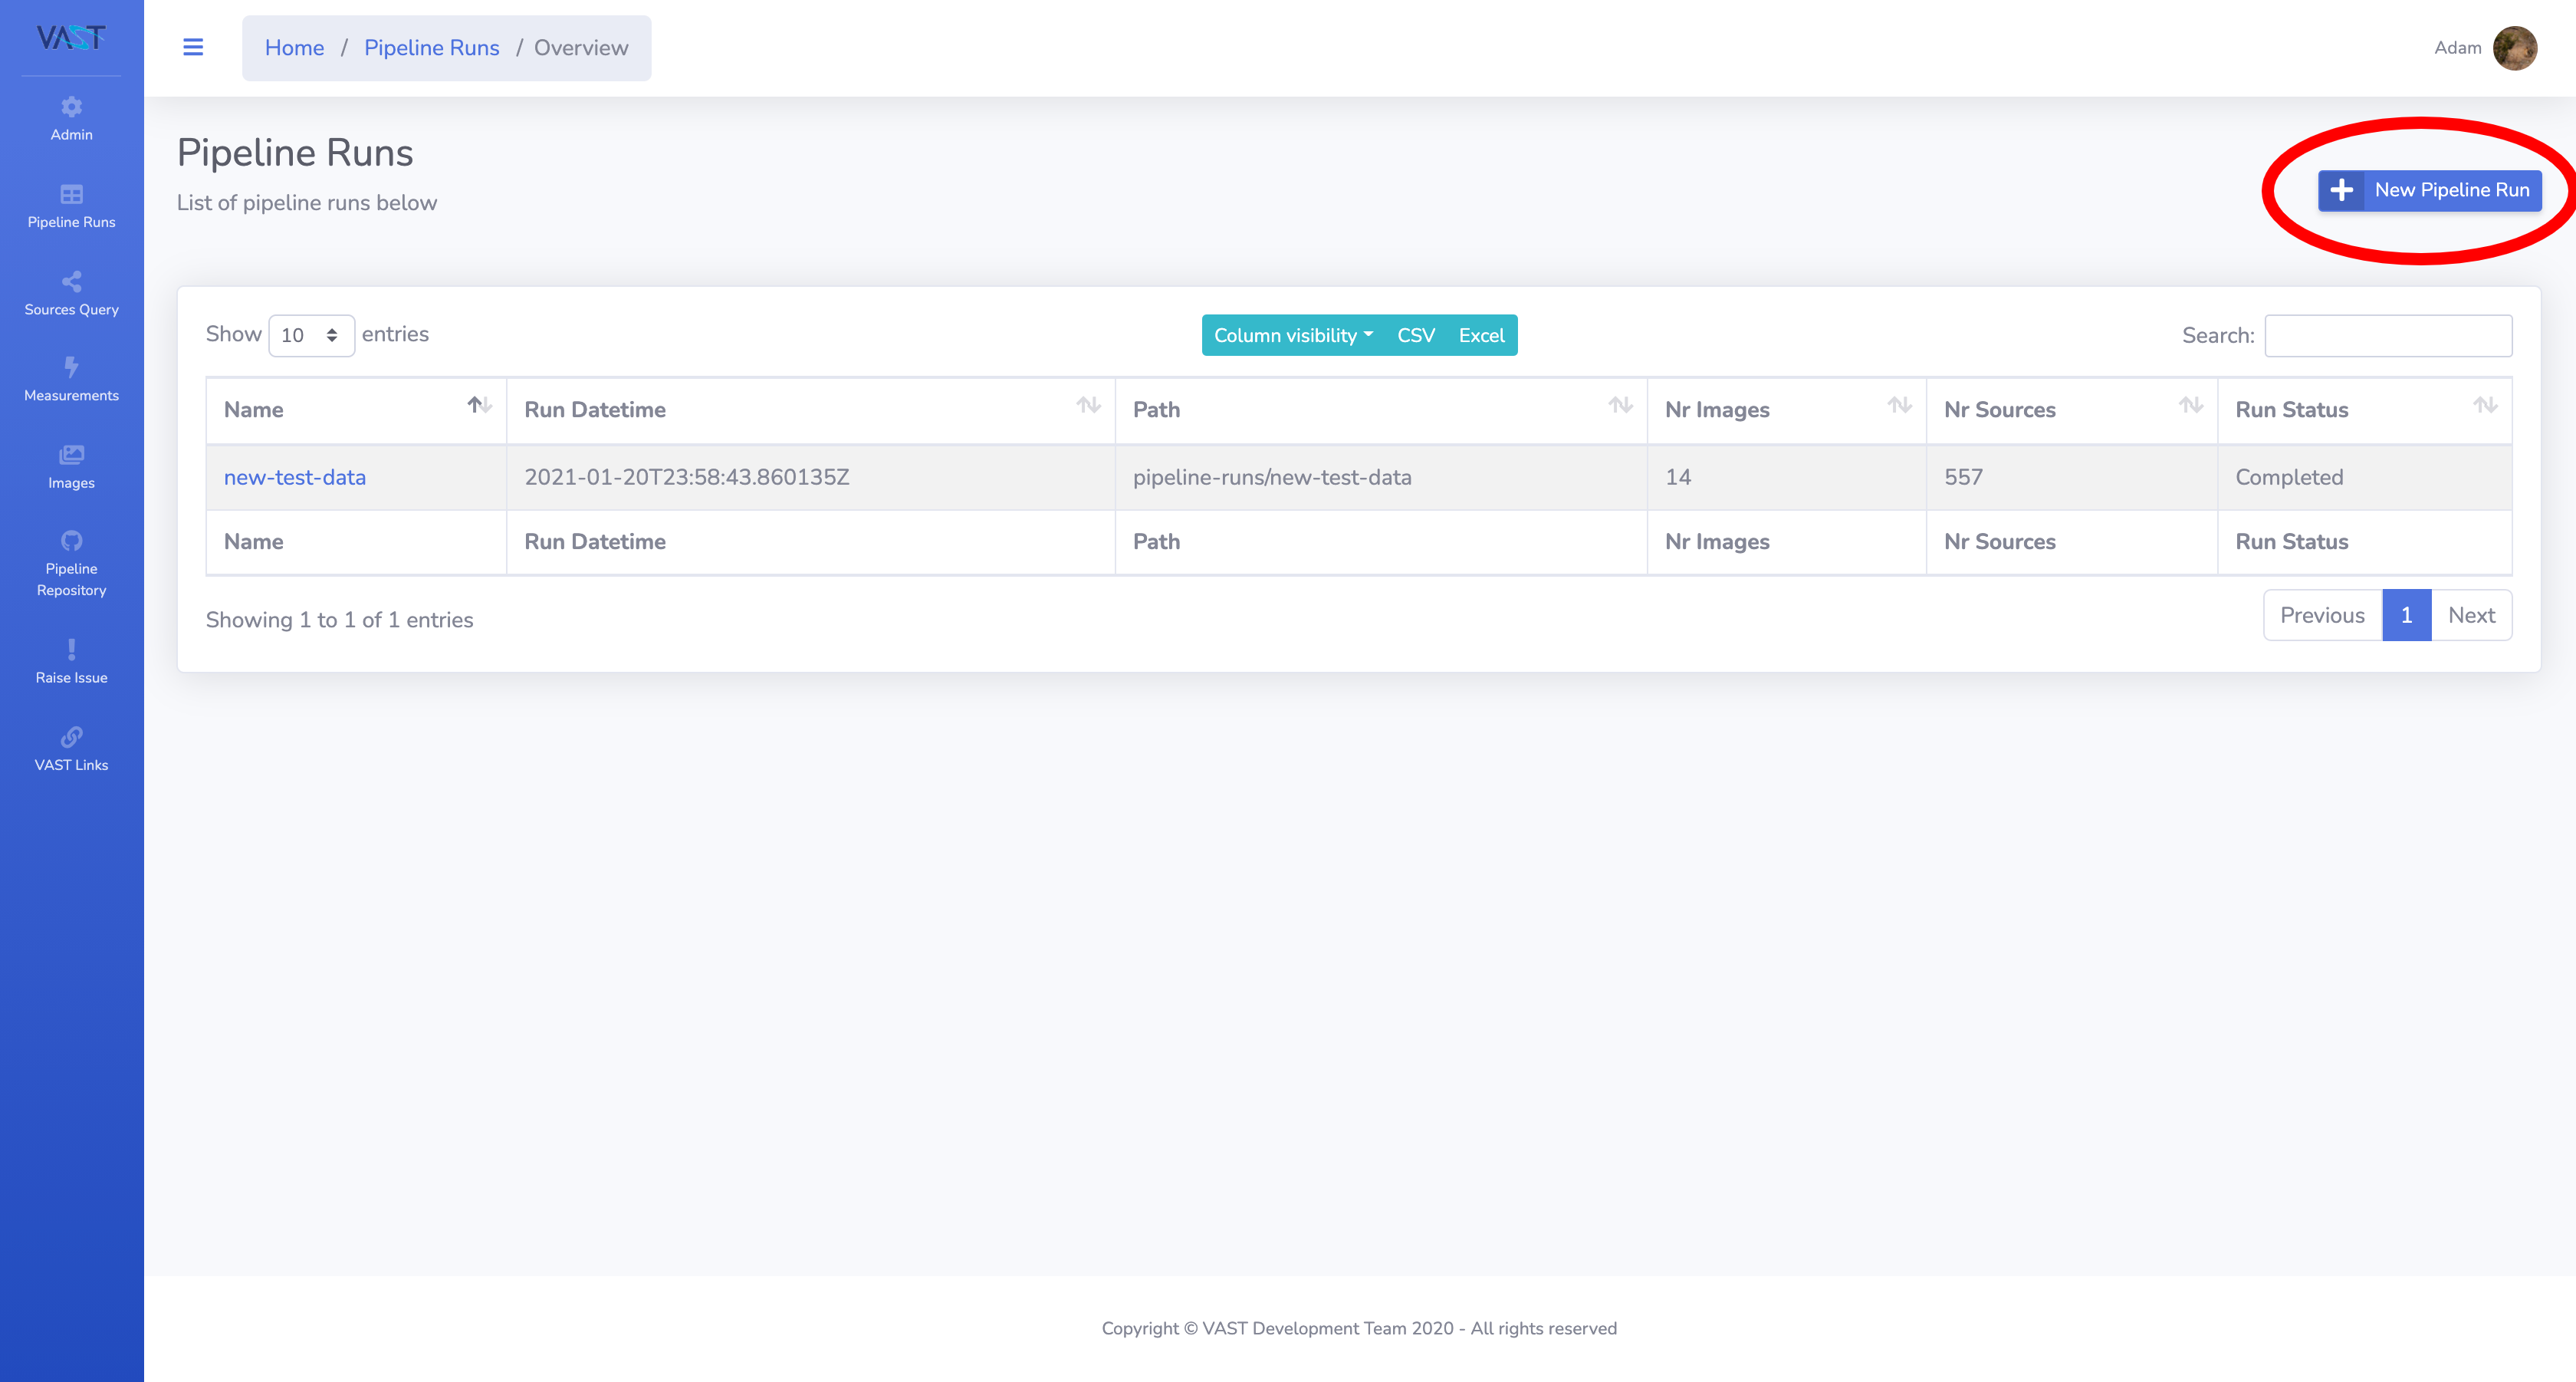 VAST
Admin
Pipeline Runs
Sources Query
Measurements
Images
Pipeline
Repository
Raise Issue
VAST Links
Home / Pipeline Runs / Overview
Adam
Pipeline Runs
List of pipeline runs below
New Pipeline Run
Show 10 entries
Column visibility CSV Excel
Search:
Name Run Datetime Path Nr Images Nr Sources Run Status
new-test-data 2021-01-20T23:58:43.860135Z pipeline-runs/new-test-data 14 557 Completed
Name Run Datetime Path Nr Images Nr Sources Run Status
Showing 1 to 1 of 1 entries
Previous 1 Next
Copyright © VAST Development Team 2020 - All rights reserved